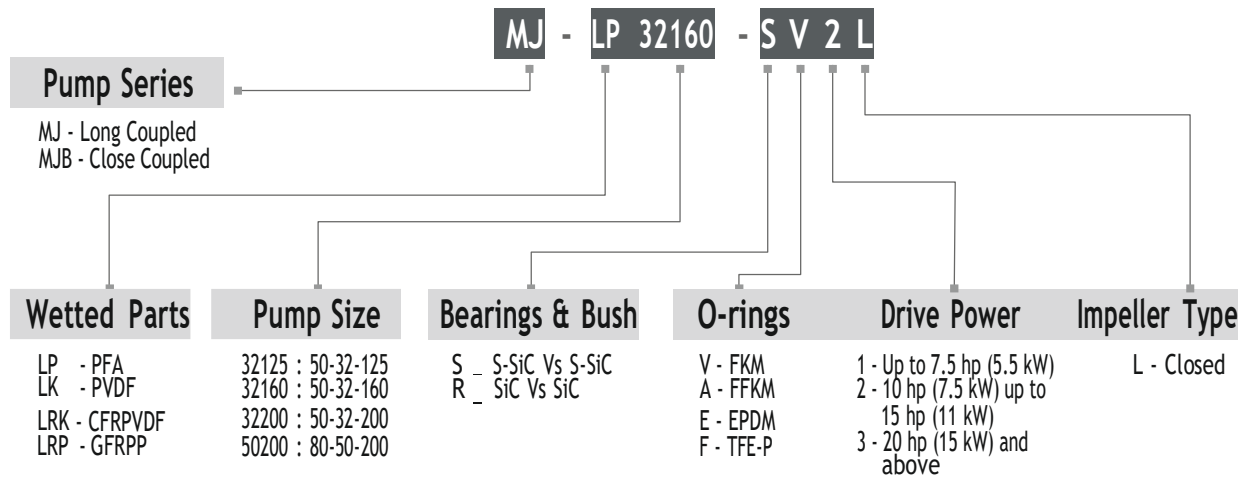 MJ - LP 32160 - S V 2 L
Pump Series
MJ - Long Coupled
MJB - Close Coupled
Wetted Parts
LP - PFA
LK - PVDF
LRK - CFRPVDF
LRP - GFRPP
Pump Size
32125 : 50-32-125
32160 : 50-32-160
32200 : 50-32-200
50200 : 80-50-200
Bearings & Bush
S _ S-SiC Vs S-SiC
R _ SiC Vs SiC
O-rings
V - FKM
A - FFKM
E - EPDM
F - TFE-P
Drive Power
1 - Up to 7.5 hp (5.5 kW)
2 - 10 hp (7.5 kW) up to
15 hp (11 kW)
3 - 20 hp (15 kW) and
above
Impeller Type
L - Closed